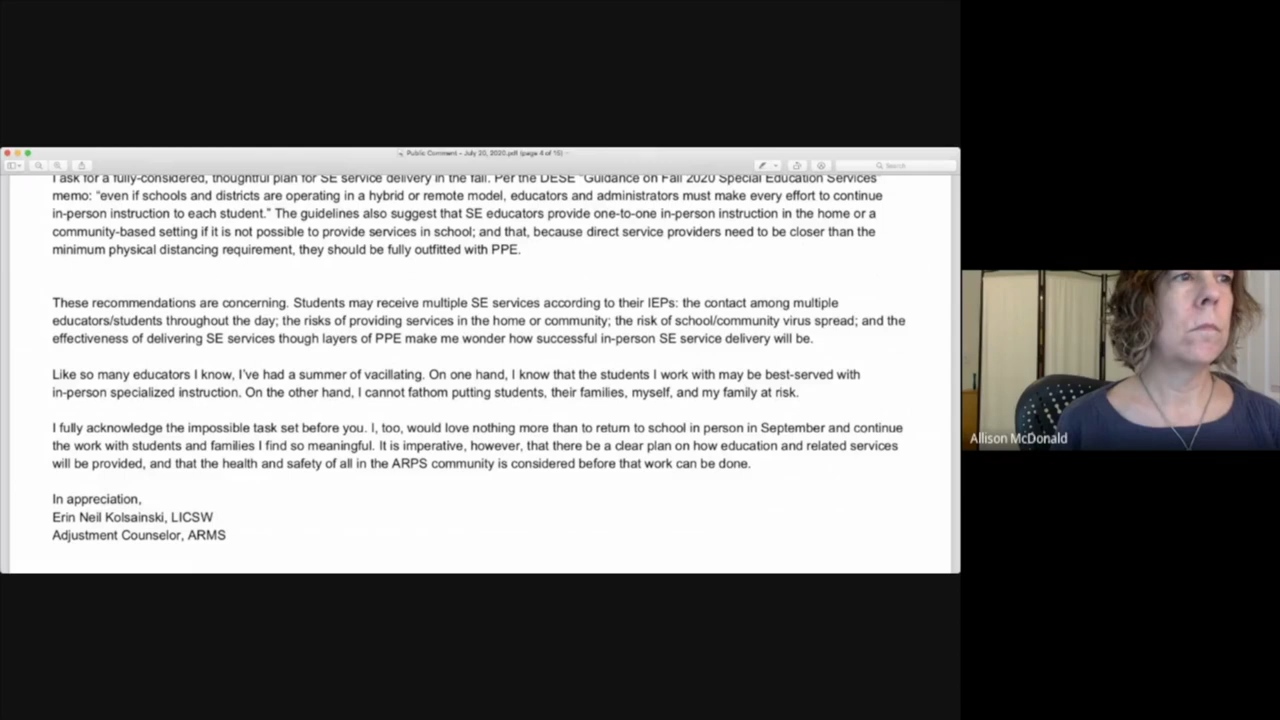 Public Comment - July 20, 2020.pdf (page 4 of 15)
Search
I ask for a fully-considered, thoughtful plan for SE service delivery in the fall. Per the DESE "Guidance on Fall 2020 Special Education Services"
memo: "even if schools and districts are operating in a hybrid or remote model, educators and administrators must make every effort to continue
in-person instruction to each student." The guidelines also suggest that SE educators provide one-to-one in-person instruction in the home or a
community-based setting if it is not possible to provide services in school; and that, because direct service providers need to be closer than the
minimum physical distancing requirement, they should be fully outfitted with PPE.
These recommendations are concerning. Students may receive multiple SE services according to their IEPs: the contact among multiple
educators/students throughout the day; the risks of providing services in the home or community; the risk of school/community virus spread; and the
effectiveness of delivering SE services though layers of PPE make me wonder how successful in-person SE service delivery will be.
Like so many educators I know, I've had a summer of vacillating. On one hand, I know that the students I work with may be best-served with
in-person specialized instruction. On the other hand, I cannot fathom putting students, their families, myself, and my family at risk.
I fully acknowledge the impossible task set before you. I, too, would love nothing more than to return to school in person in September and continue
the work with students and families I find so meaningful. It is imperative, however, that there be a clear plan on how education and related services
will be provided, and that the health and safety of all in the ARPS community is considered before that work can be done.
In appreciation,
Erin Neil Kolsainski, LICSW
Adjustment Counselor, ARMS
Allison McDonald